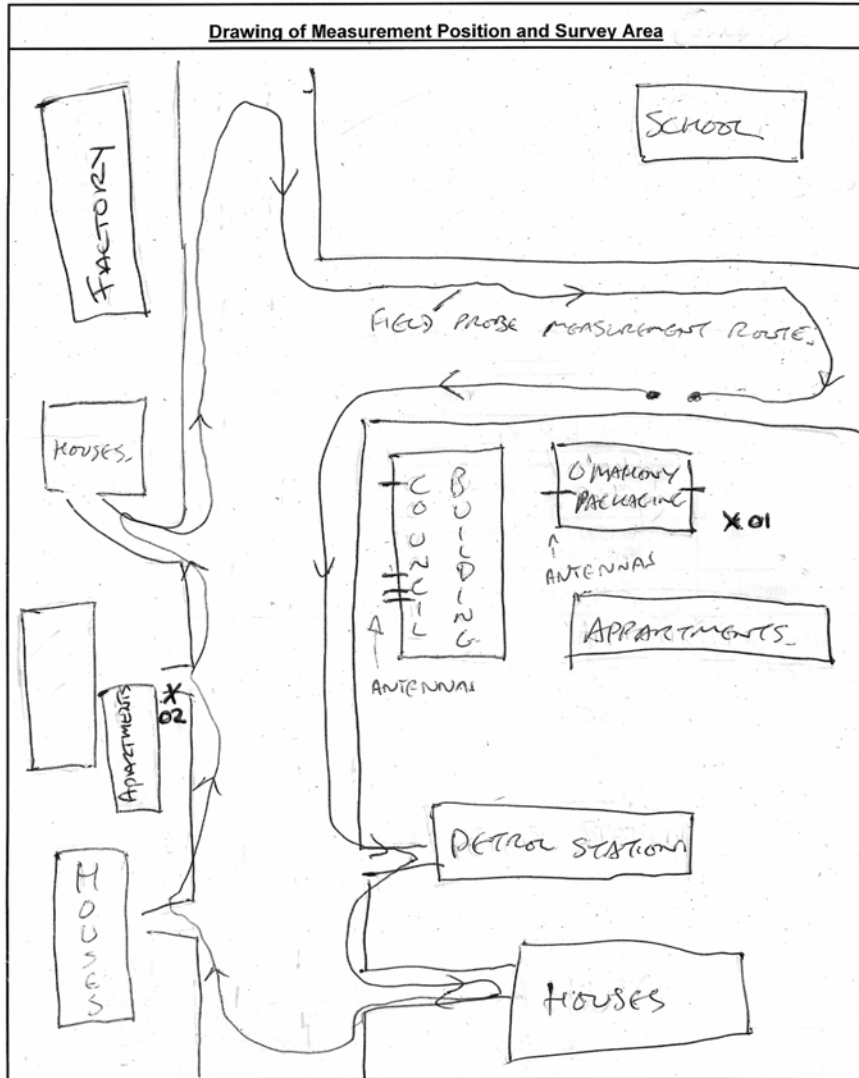 Drawing of Measurement Position and Survey Area
SCHOOL
FACTORY
FIELD PROBE MEASUREMENT ROUTE.
HOUSES.
COUNCIL
BUILDING
O'MAHONY
PACKAGING
X 01
ANTENNAS
APPARTMENTS.
ANTENNAS
X
02
APARTMENTS
PETROL STATION
HOUSES
HOUSES